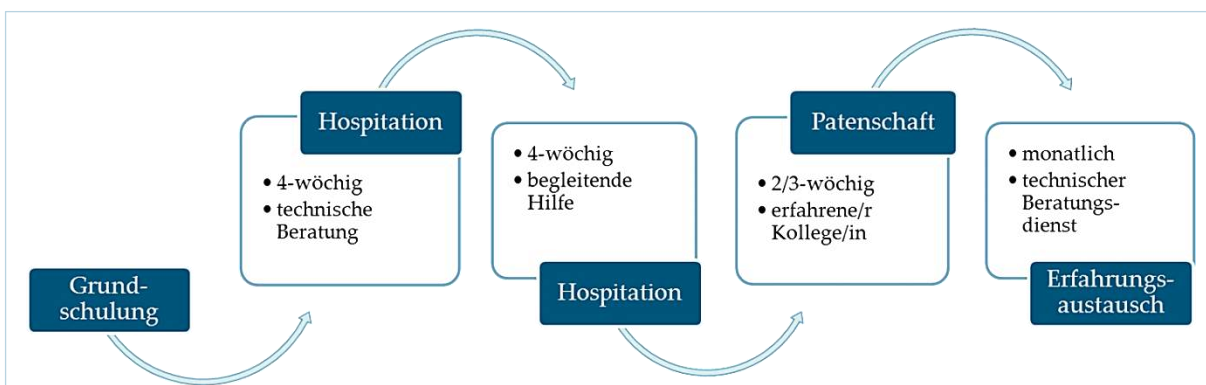 Grund-
schulung
Hospitation
• 4-wöchig
• technische
Beratung
• 4-wöchig
• begleitende
Hilfe
Hospitation
Patenschaft
• 2/3-wöchig
• erfahrene/r
Kollege/in
• monatlich
• technischer
Beratungs-
dienst
Erfahrungs-
austausch